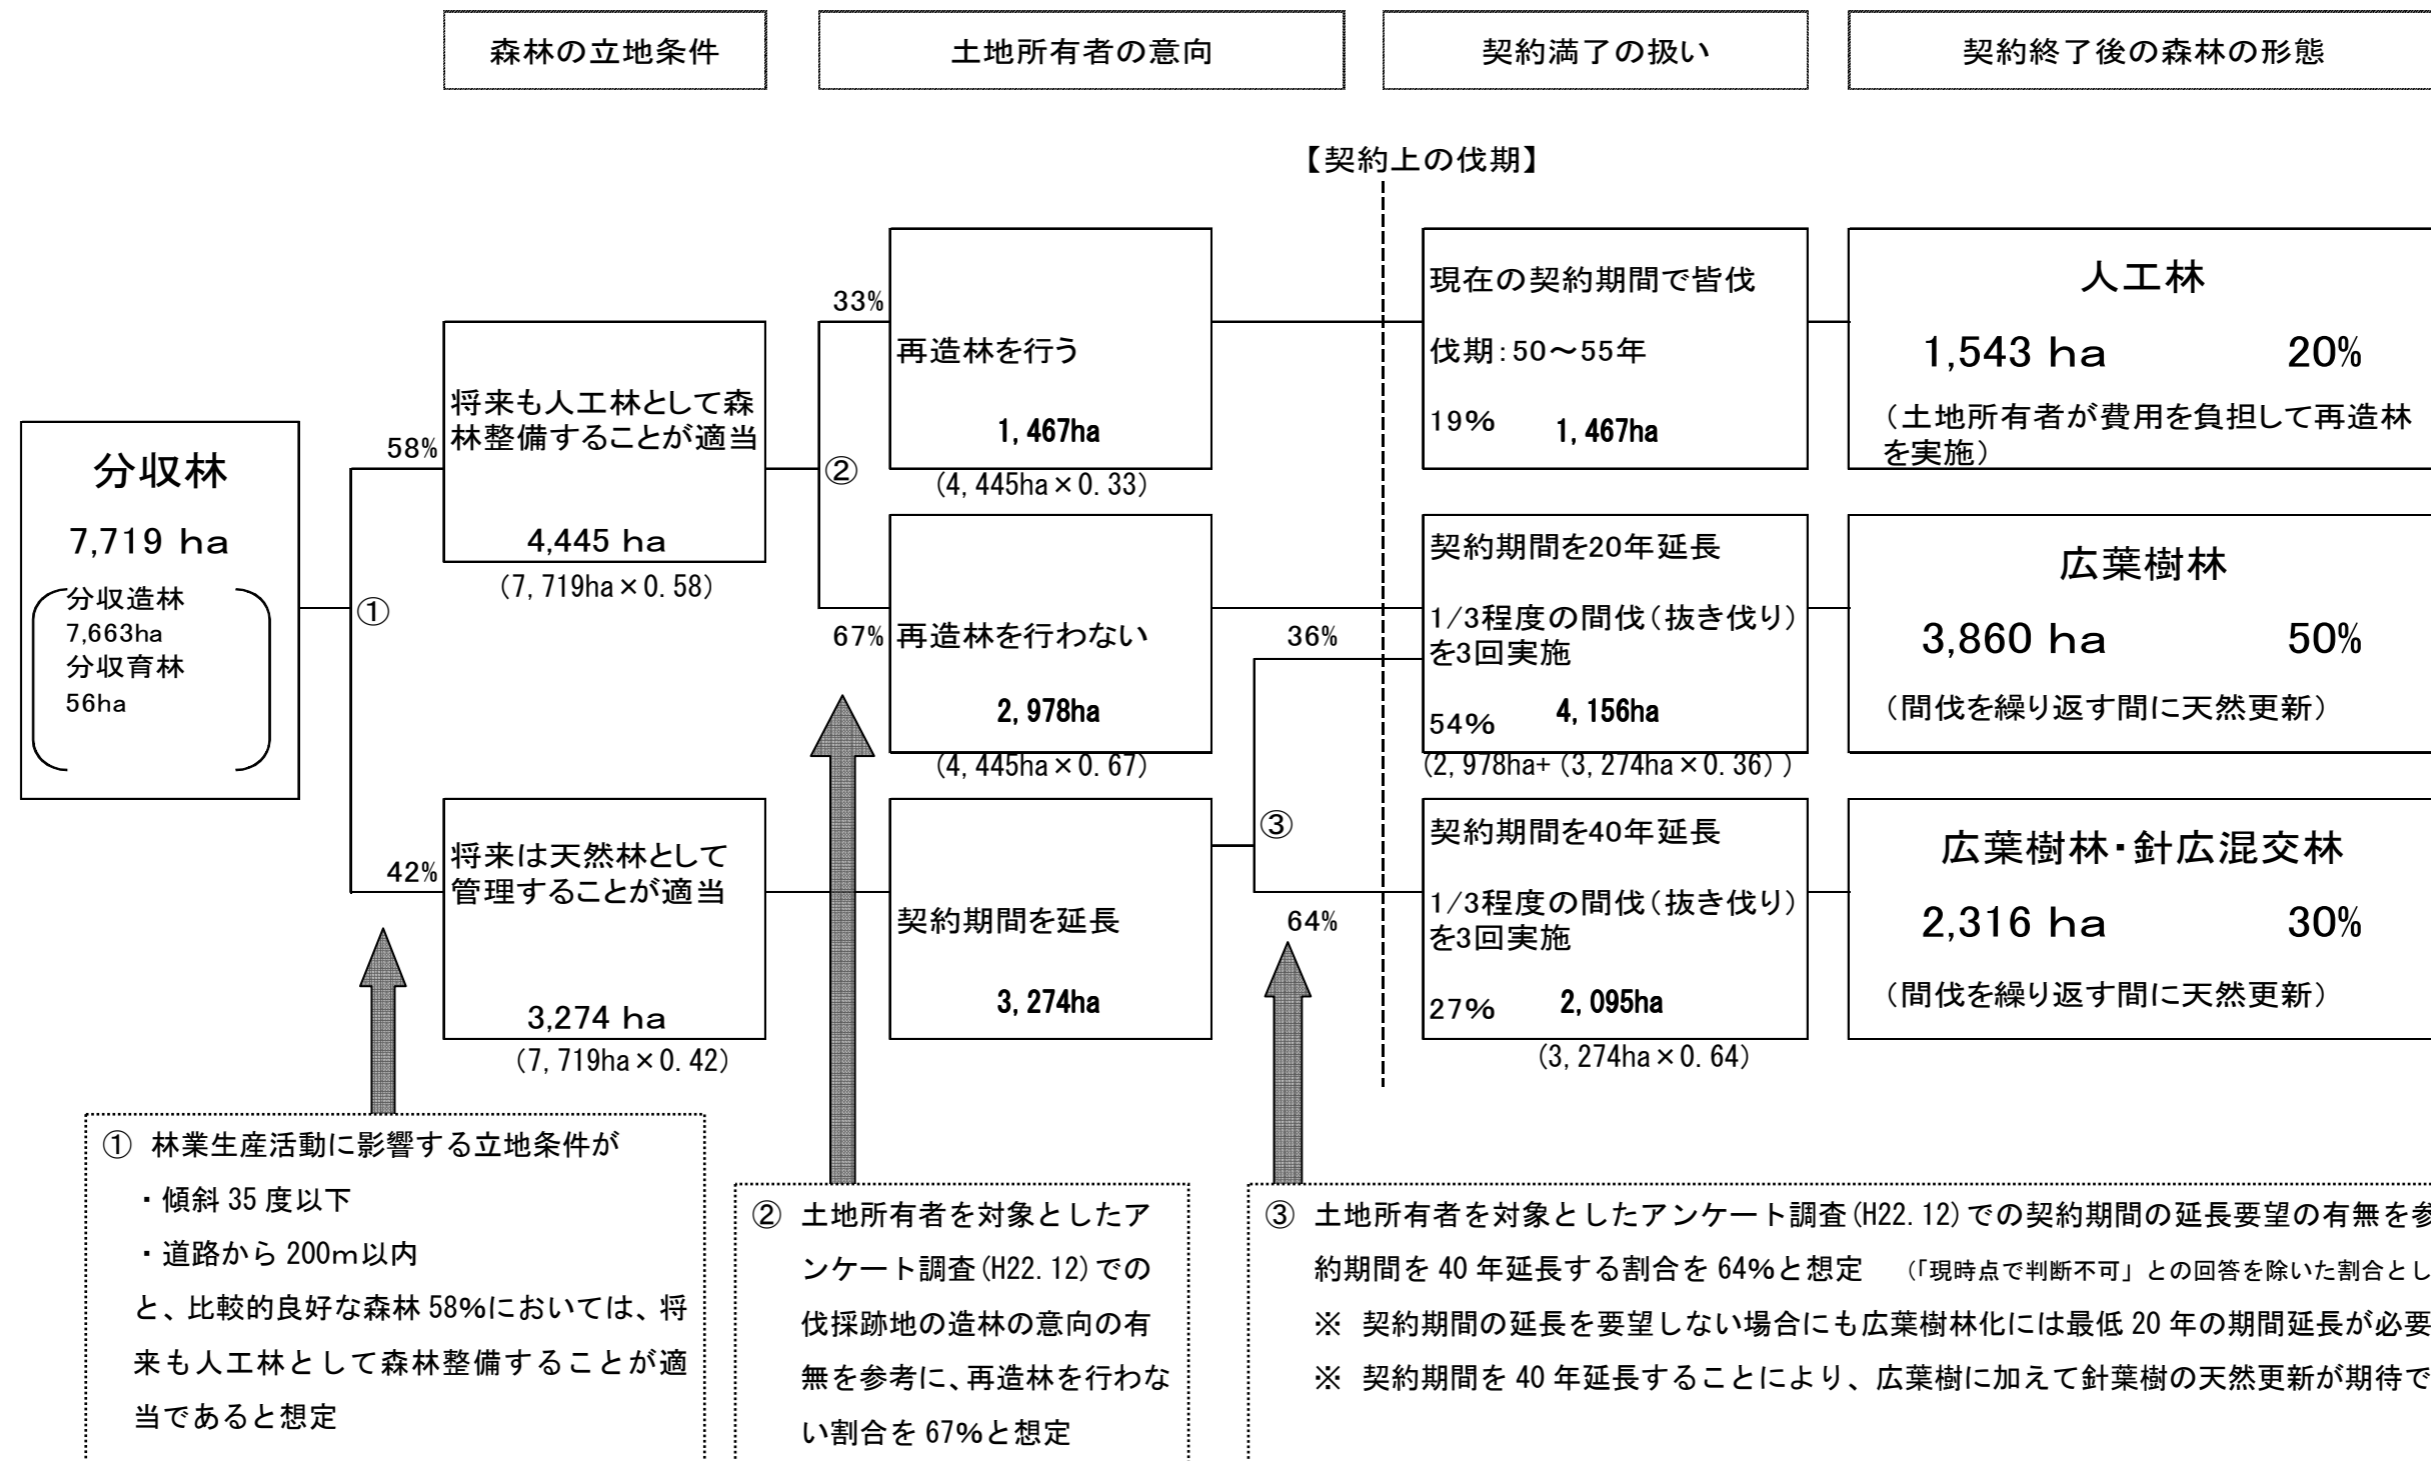 森林の立地条件
土地所有者の意向
契約満了の扱い
契約終了後の森林の形態
【契約上の伐期】
分収林
7,719 ha
分収造林
7,663ha
分収育林
56ha
①
58%
将来も人工林として森
林整備することが適当
4,445 ha
(7,719ha×0.58)
42%
将来は天然林として
管理することが適当
3,274 ha
(7,719ha×0.42)
②
33%
再造林を行う
1,467ha
(4,445ha×0.33)
67%
再造林を行わない
2,978ha
(4,445ha×0.67)
契約期間を延長
3,274ha
③
36%
64%
現在の契約期間で皆伐
伐期:50～55年
19% 1,467ha
契約期間を20年延長
1/3程度の間伐(抜き伐り)
を3回実施
54% 4,156ha
(2,978ha+(3,274ha×0.36))
契約期間を40年延長
1/3程度の間伐(抜き伐り)
を3回実施
27% 2,095ha
(3,274ha×0.64)
人工林
1,543 ha 20%
(土地所有者が費用を負担して再造林
を実施)
広葉樹林
3,860 ha 50%
(間伐を繰り返す間に天然更新)
広葉樹林・針広混交林
2,316 ha 30%
(間伐を繰り返す間に天然更新)
① 林業生産活動に影響する立地条件が
・傾斜 35 度以下
・道路から 200m以内
と、比較的良好な森林 58%においては、将
来も人工林として森林整備することが適
当であると想定
② 土地所有者を対象としたア
ンケート調査(H22.12)での
伐採跡地の造林の意向の有
無を参考に、再造林を行わな
い割合を 67%と想定
③ 土地所有者を対象としたアンケート調査(H22.12)での契約期間の延長要望の有無を参
約期間を 40 年延長する割合を 64%と想定 (「現時点で判断不可」との回答を除いた割合とし
※ 契約期間の延長を要望しない場合にも広葉樹林化には最低 20 年の期間延長が必要
※ 契約期間を 40 年延長することにより、広葉樹に加えて針葉樹の天然更新が期待で